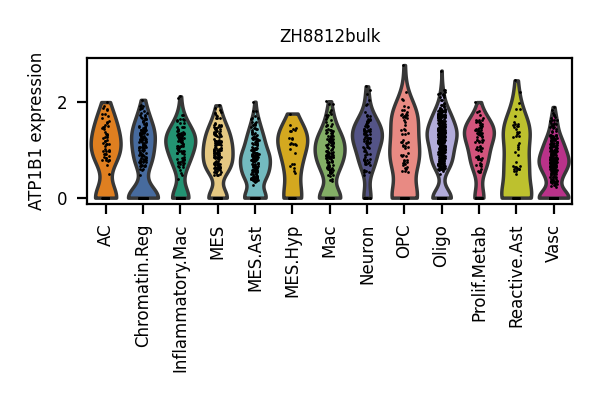 ZH8812bulk
ATP1B1 expression
2
0
AC
Chromatin.Reg
Inflammatory.Mac
MES
MES.Ast
MES.Hyp
Mac
Neuron
OPC
Oligo
Prolif.Metab
Reactive.Ast
Vasc